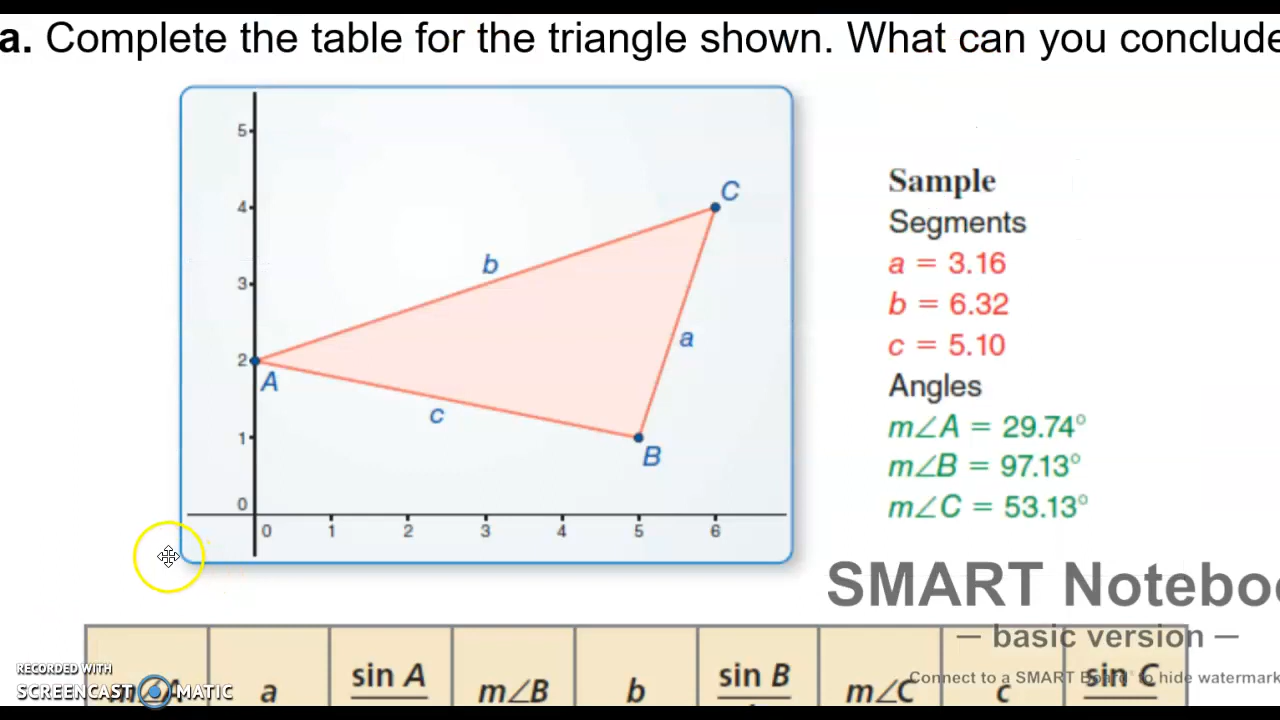 a. Complete the table for the triangle shown. What can you conclude
5
C
4
b
3
a
2
A
c
1
B
0
0 1 2 3 4 5 6
Sample
Segments
a = 3.16
b = 6.32
c = 5.10
Angles
m∠A = 29.74°
m∠B = 97.13°
m∠C = 53.13°
SMART Notebo
— basic version —
Connect to a SMART Board to hide watermark
m∠A a sin A m∠B b sin B m∠C c sin C
RECORDED WITH
SCREENCAST MATIC